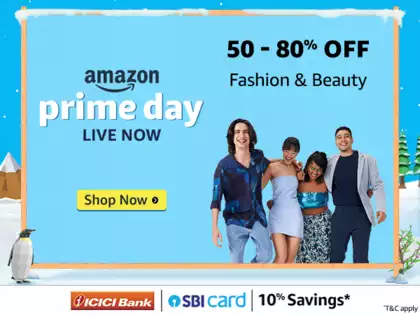 amazon
prime day
LIVE NOW
50 - 80% OFF
Fashion & Beauty
Shop Now
ICICI Bank
SBI card
10% Savings*
*T&C apply